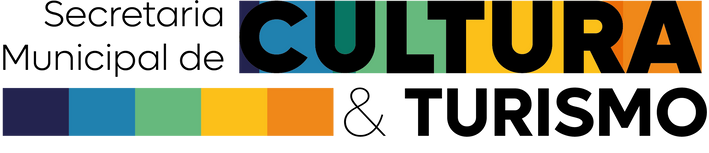 Secretaria
Municipal de CULTURA
& TURISMO